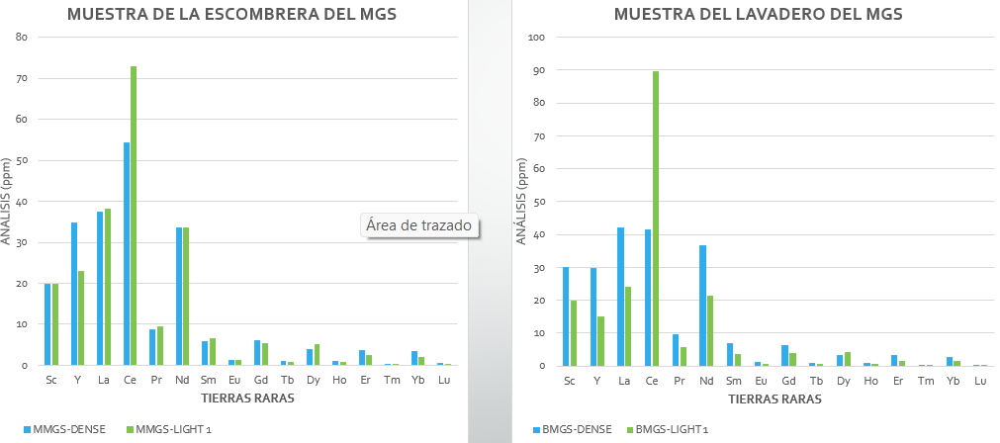 MUESTRA DE LA ESCOMBRERA DEL MGS
80
70
60
50
40
30
20
10
0
ANÁLISIS (ppm)
Área de trazado
Sc Y La Ce Pr Nd Sm Eu Gd Tb Dy Ho Er Tm Yb Lu
TIERRAS RARAS
MMGS-DENSE MMGS-LIGHT 1
MUESTRA DEL LAVADERO DEL MGS
100
90
80
70
60
50
40
30
20
10
0
ANÁLISIS (ppm)
Sc Y La Ce Pr Nd Sm Eu Gd Tb Dy Ho Er Tm Yb Lu
TIERRAS RARAS
BMGS-DENSE BMGS-LIGHT 1